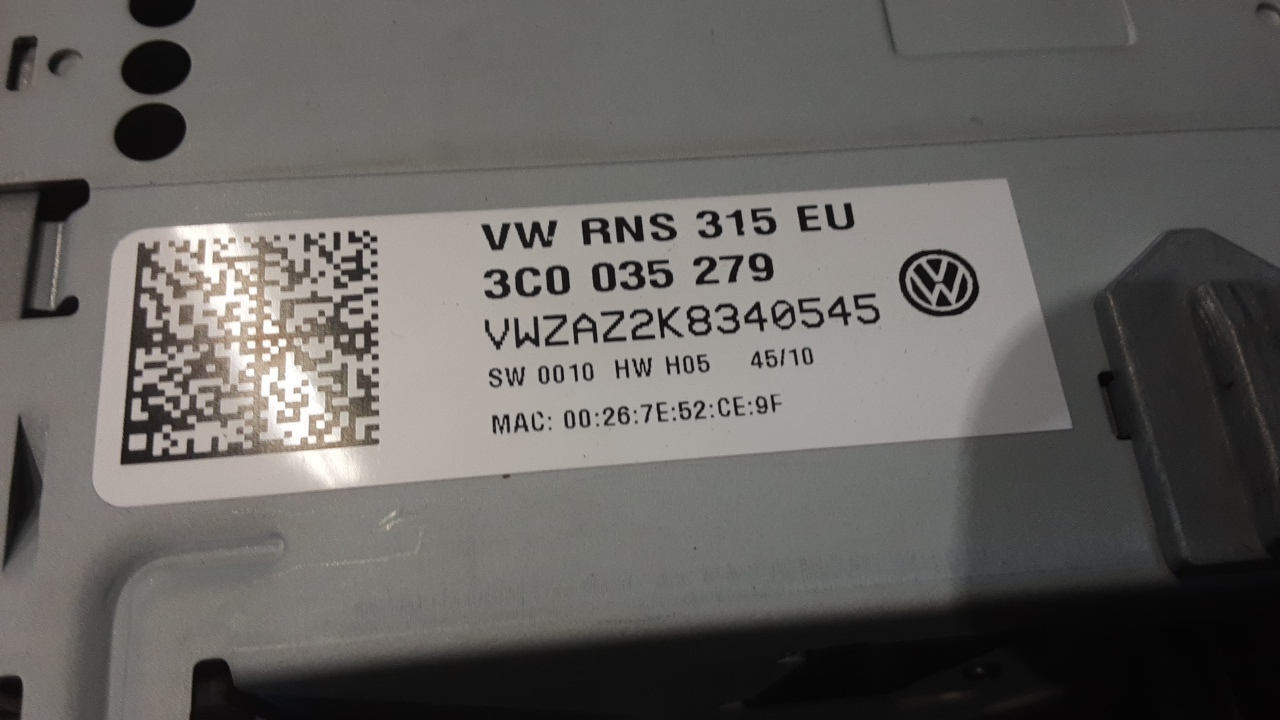 VW RNS 315 EU
3C0 035 279
VWZAZ2K8340545
SW 0010 HW H05 45/10
MAC: 00:26:7E:52:CE:9F